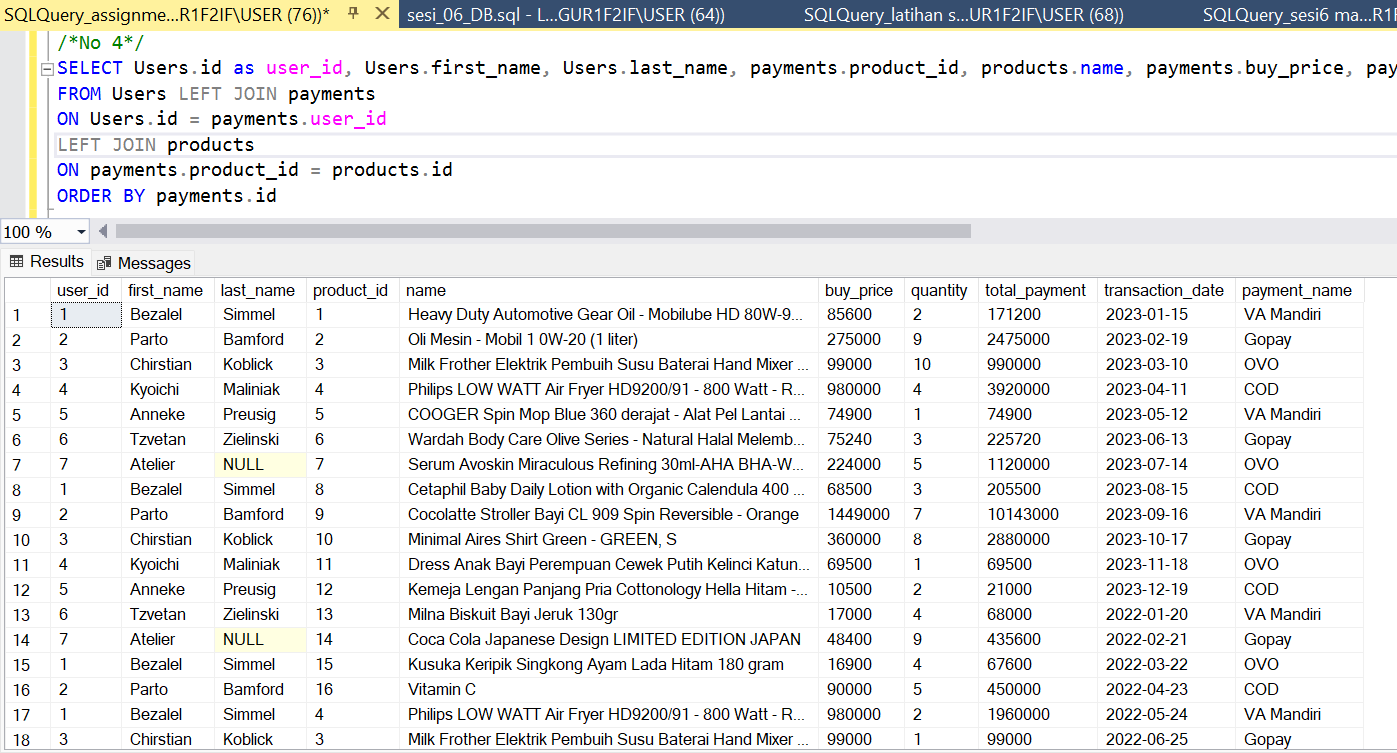 SQLQuery_assignme...R1F2IF\USER (76))* sesi_06_DB.sql - L...GUR1F2IF\USER (64)) SQLQuery_latihan s...UR1F2IF\USER (68)) SQLQuery_sesi6 ma...R1F
/*No 4*/
SELECT Users.id as user_id, Users.first_name, Users.last_name, payments.product_id, products.name, payments.buy_price, pay
FROM Users LEFT JOIN payments
ON Users.id = payments.user_id
LEFT JOIN products
ON payments.product_id = products.id
ORDER BY payments.id
100 %
Results Messages
user_id first_name last_name product_id name buy_price quantity total_payment transaction_date payment_name
1 1 Bezalel Simmel 1 Heavy Duty Automotive Gear Oil - Mobilube HD 80W-9... 85600 2 171200 2023-01-15 VA Mandiri
2 2 Parto Bamford 2 Oli Mesin - Mobil 1 0W-20 (1 liter) 275000 9 2475000 2023-02-19 Gopay
3 3 Chirstian Koblick 3 Milk Frother Elektrik Pembuih Susu Baterai Hand Mixer ... 99000 10 990000 2023-03-10 OVO
4 4 Kyoichi Maliniak 4 Philips LOW WATT Air Fryer HD9200/91 - 800 Watt - R... 980000 4 3920000 2023-04-11 COD
5 5 Anneke Preusig 5 COOGER Spin Mop Blue 360 derajat - Alat Pel Lantai ... 74900 1 74900 2023-05-12 VA Mandiri
6 6 Tzvetan Zielinski 6 Wardah Body Care Olive Series - Natural Halal Melemb... 75240 3 225720 2023-06-13 Gopay
7 7 Atelier NULL 7 Serum Avoskin Miraculous Refining 30ml-AHA BHA-W... 224000 5 1120000 2023-07-14 OVO
8 1 Bezalel Simmel 8 Cetaphil Baby Daily Lotion with Organic Calendula 400 ... 68500 3 205500 2023-08-15 COD
9 2 Parto Bamford 9 Cocolatte Stroller Bayi CL 909 Spin Reversible - Orange 1449000 7 10143000 2023-09-16 VA Mandiri
10 3 Chirstian Koblick 10 Minimal Aires Shirt Green - GREEN, S 360000 8 2880000 2023-10-17 Gopay
11 4 Kyoichi Maliniak 11 Dress Anak Bayi Perempuan Cewek Putih Kelinci Katun... 69500 1 69500 2023-11-18 OVO
12 5 Anneke Preusig 12 Kemeja Lengan Panjang Pria Cottonology Hella Hitam -... 10500 2 21000 2023-12-19 COD
13 6 Tzvetan Zielinski 13 Milna Biskuit Bayi Jeruk 130gr 17000 4 68000 2022-01-20 VA Mandiri
14 7 Atelier NULL 14 Coca Cola Japanese Design LIMITED EDITION JAPAN 48400 9 435600 2022-02-21 Gopay
15 1 Bezalel Simmel 15 Kusuka Keripik Singkong Ayam Lada Hitam 180 gram 16900 4 67600 2022-03-22 OVO
16 2 Parto Bamford 16 Vitamin C 90000 5 450000 2022-04-23 COD
17 1 Bezalel Simmel 4 Philips LOW WATT Air Fryer HD9200/91 - 800 Watt - R... 980000 2 1960000 2022-05-24 VA Mandiri
18 3 Chirstian Koblick 3 Milk Frother Elektrik Pembuih Susu Baterai Hand Mixer ... 99000 1 99000 2022-06-25 Gopay